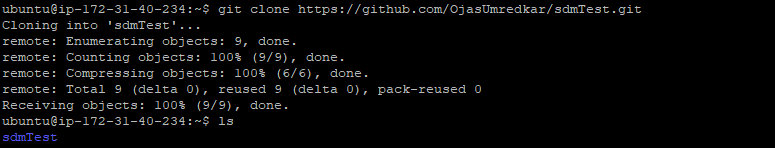 ubuntu@ip-172-31-40-234:~$ git clone https://github.com/OjasUmredkar/sdmTest.git
Cloning into 'sdmTest'...
remote: Enumerating objects: 9, done.
remote: Counting objects: 100% (9/9), done.
remote: Compressing objects: 100% (6/6), done.
remote: Total 9 (delta 0), reused 9 (delta 0), pack-reused 0
Receiving objects: 100% (9/9), done.
ubuntu@ip-172-31-40-234:~$ ls
sdmTest